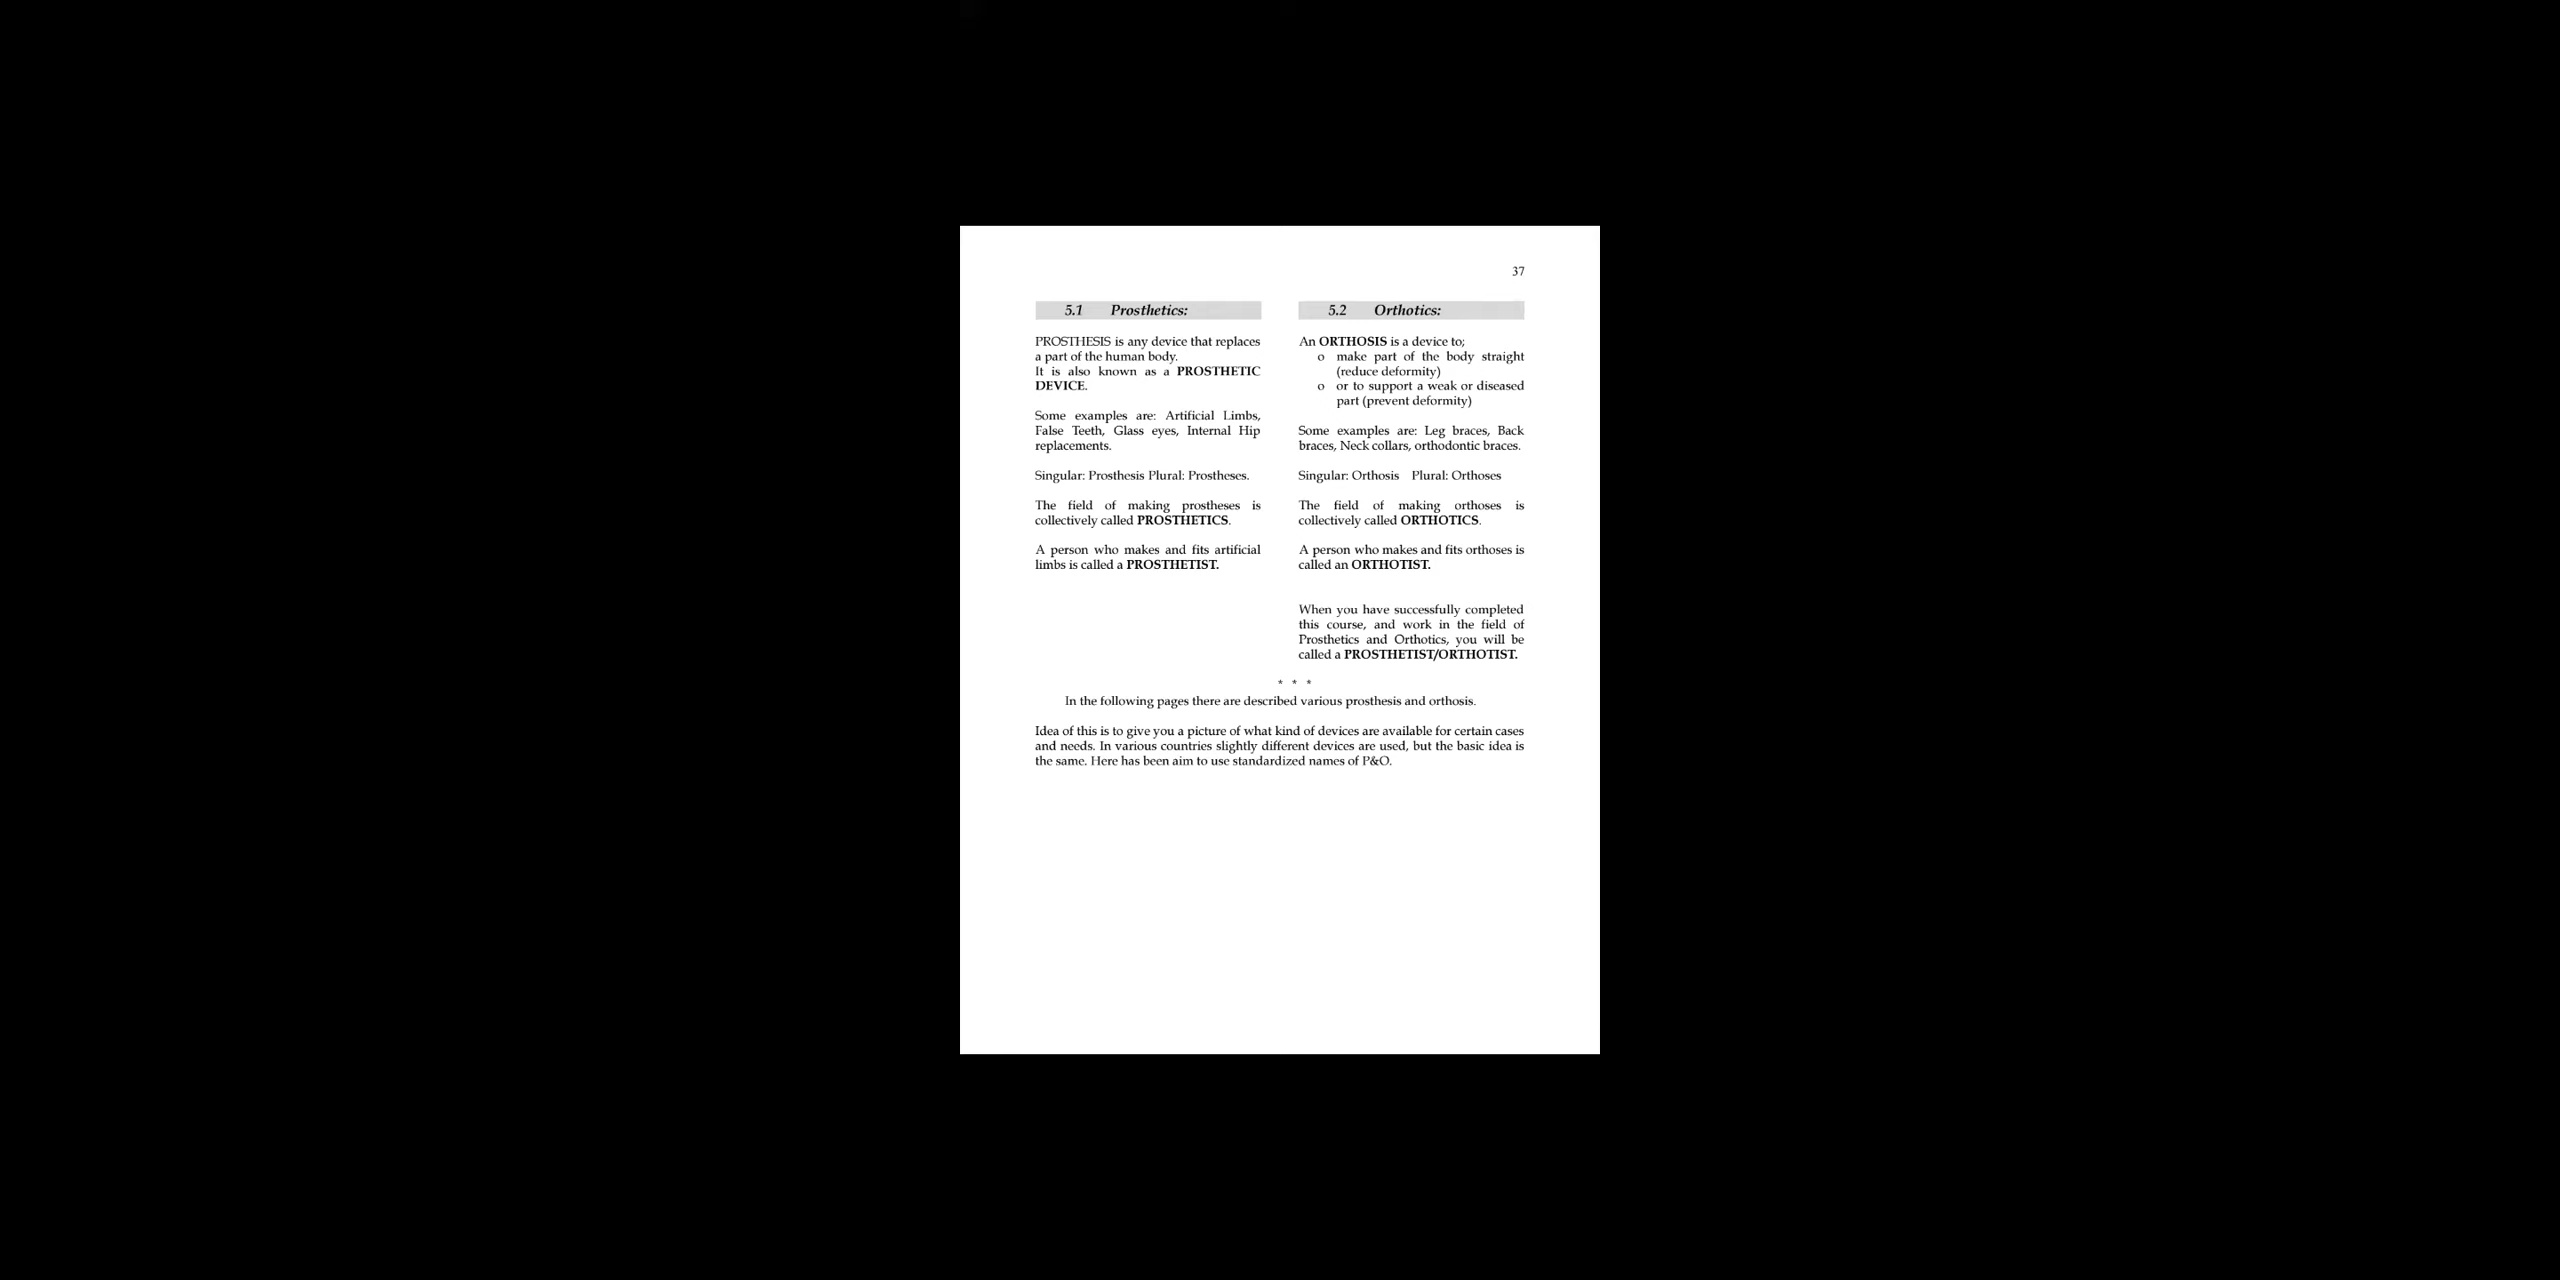 37
5.1 Prosthetics:
PROSTHESIS is any device that replaces
a part of the human body.
It is also known as a PROSTHETIC
DEVICE.
Some examples are: Artificial Limbs,
False Teeth, Glass eyes, Internal Hip
replacements.
Singular: Prosthesis Plural: Prostheses.
The field of making prostheses is
collectively called PROSTHETICS.
A person who makes and fits artificial
limbs is called a PROSTHETIST.
5.2 Orthotics:
An ORTHOSIS is a device to;
o make part of the body straight
(reduce deformity)
o or to support a weak or diseased
part (prevent deformity)
Some examples are: Leg braces, Back
braces, Neck collars, orthodontic braces.
Singular: Orthosis Plural: Orthoses
The field of making orthoses is
collectively called ORTHOTICS.
A person who makes and fits orthoses is
called an ORTHOTIST.
When you have successfully completed
this course, and work in the field of
Prosthetics and Orthotics, you will be
called a PROSTHETIST/ORTHOTIST.
* * *
In the following pages there are described various prosthesis and orthosis.
Idea of this is to give you a picture of what kind of devices are available for certain cases
and needs. In various countries slightly different devices are used, but the basic idea is
the same. Here has been aim to use standardized names of P&O.